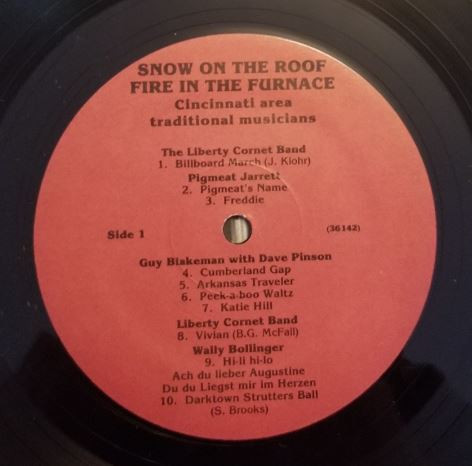 SNOW ON THE ROOF
FIRE IN THE FURNACE
Cincinnati area
traditional musicians
The Liberty Cornet Band
1. Billboard March (J. Klohr)
Pigmeat Jarrett
2. Pigmeat's Name
3. Freddie
Side 1
(36142)
Guy Blakeman with Dave Pinson
4. Cumberland Gap
5. Arkansas Traveler
6. Peek-a-boo Waltz
7. Katie Hill
Liberty Cornet Band
8. Vivian (B.G. McFall)
Wally Bollinger
9. Hi-li hi-lo
Ach du lieber Augustine
Du du Liegst mir im Herzen
10. Darktown Strutters Ball
(S. Brooks)